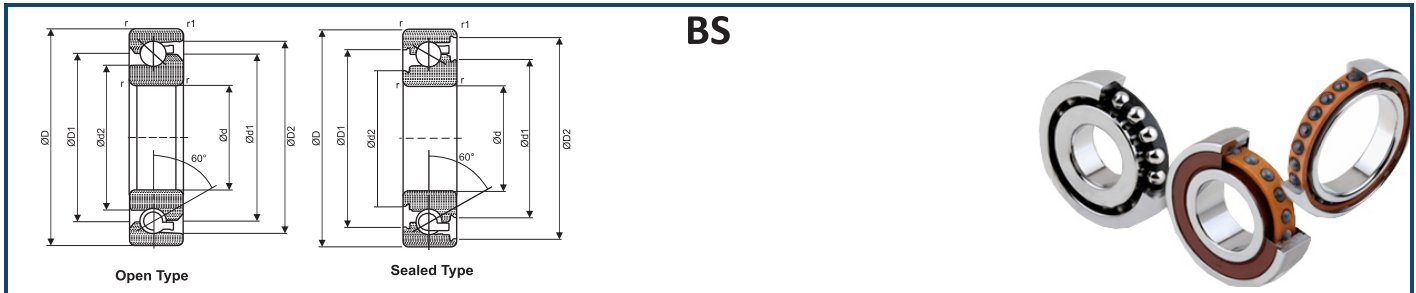 BS
r r1
r r
ØD
ØD1
Ød2
Ød
Ød1
ØD2
60°
Open Type
r r1
r r
ØD
ØD1
Ød2
Ød
Ød1
ØD2
60°
Sealed Type